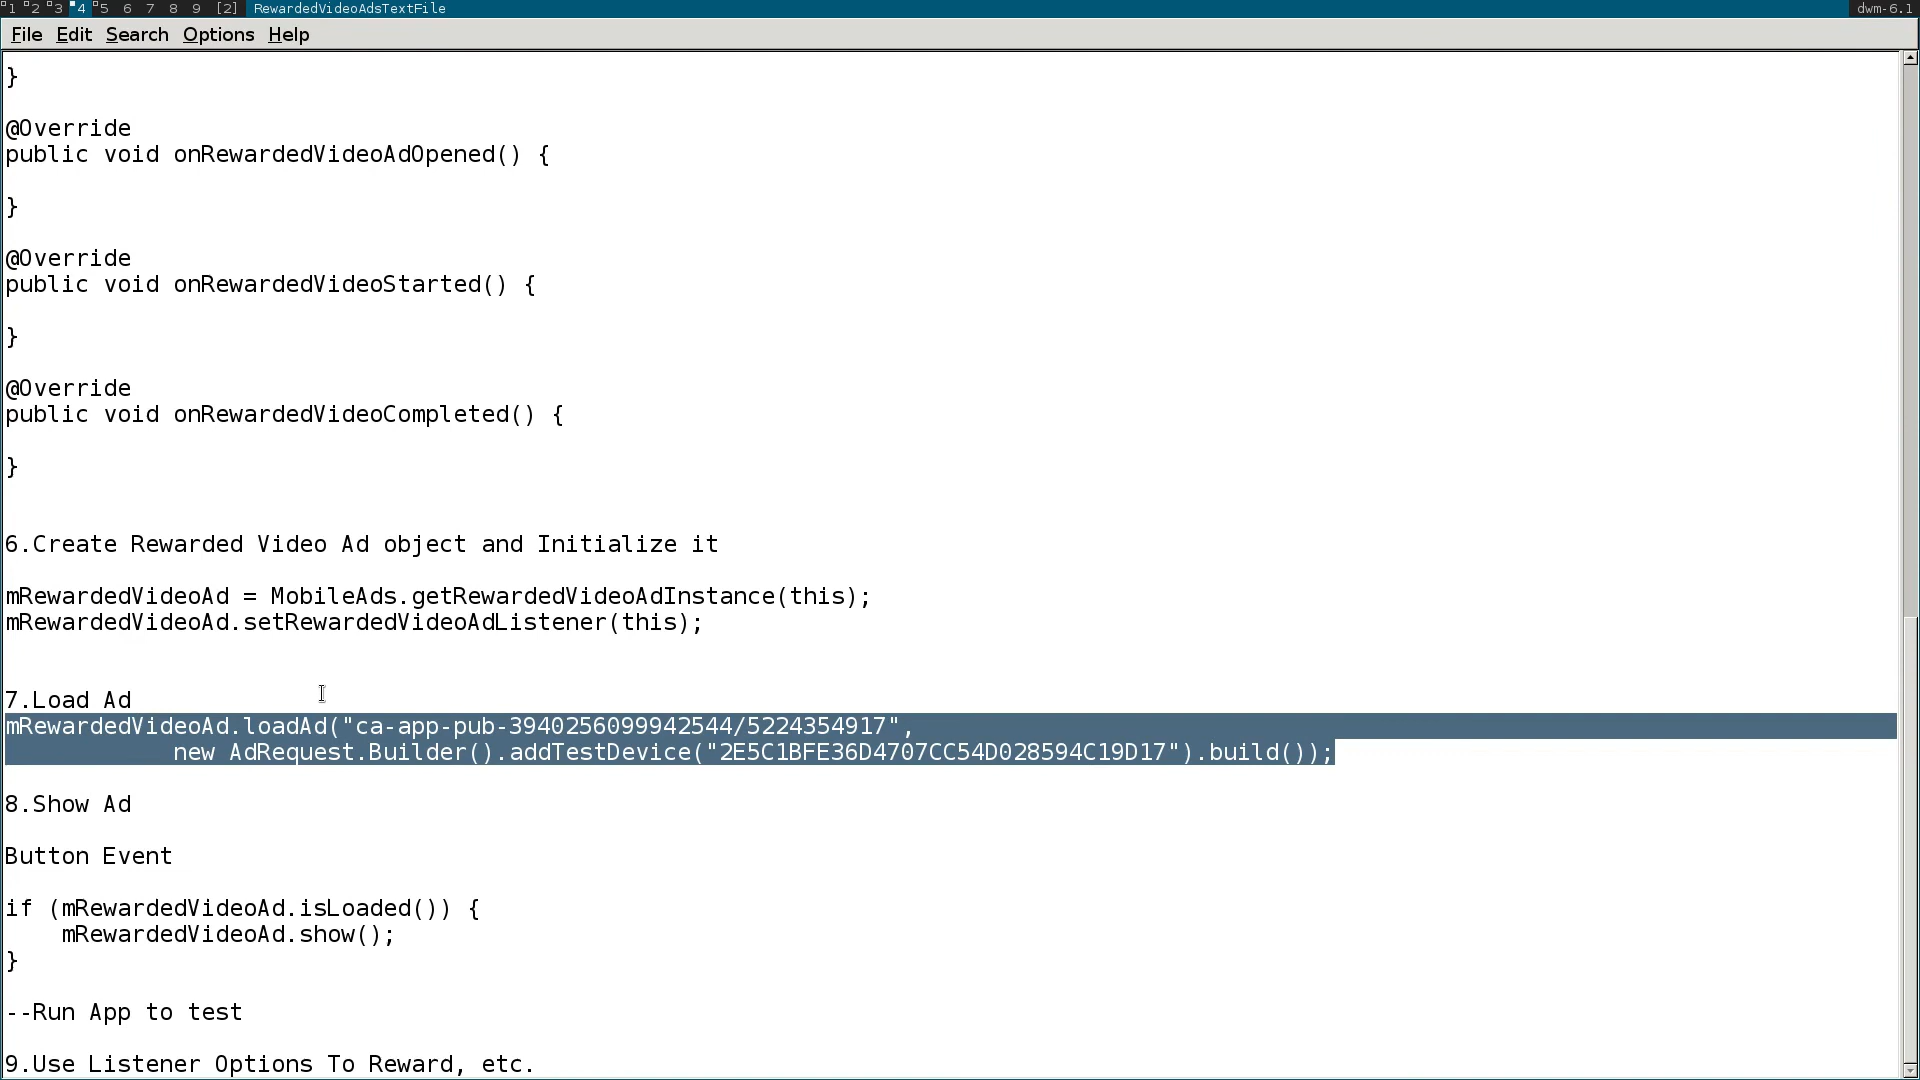 1 2 3 4 5 6 7 8 9 [2] RewardedVideoAdsTextFile dwm-6.1
File Edit Search Options Help
}
@Override
public void onRewardedVideoAdOpened() {
}
@Override
public void onRewardedVideoStarted() {
}
@Override
public void onRewardedVideoCompleted() {
}
6.Create Rewarded Video Ad object and Initialize it
mRewardedVideoAd = MobileAds.getRewardedVideoAdInstance(this);
mRewardedVideoAd.setRewardedVideoAdListener(this);
7.Load Ad
mRewardedVideoAd.loadAd("ca-app-pub-3940256099942544/5224354917",
            new AdRequest.Builder().addTestDevice("2E5C1BFE36D4707CC54D028594C19D17").build());
8.Show Ad
Button Event
if (mRewardedVideoAd.isLoaded()) {
    mRewardedVideoAd.show();
}
--Run App to test
9.Use Listener Options To Reward, etc.